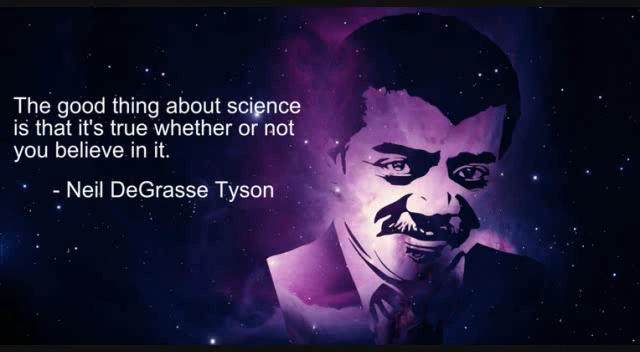 The good thing about science
is that it's true whether or not
you believe in it.
- Neil DeGrasse Tyson